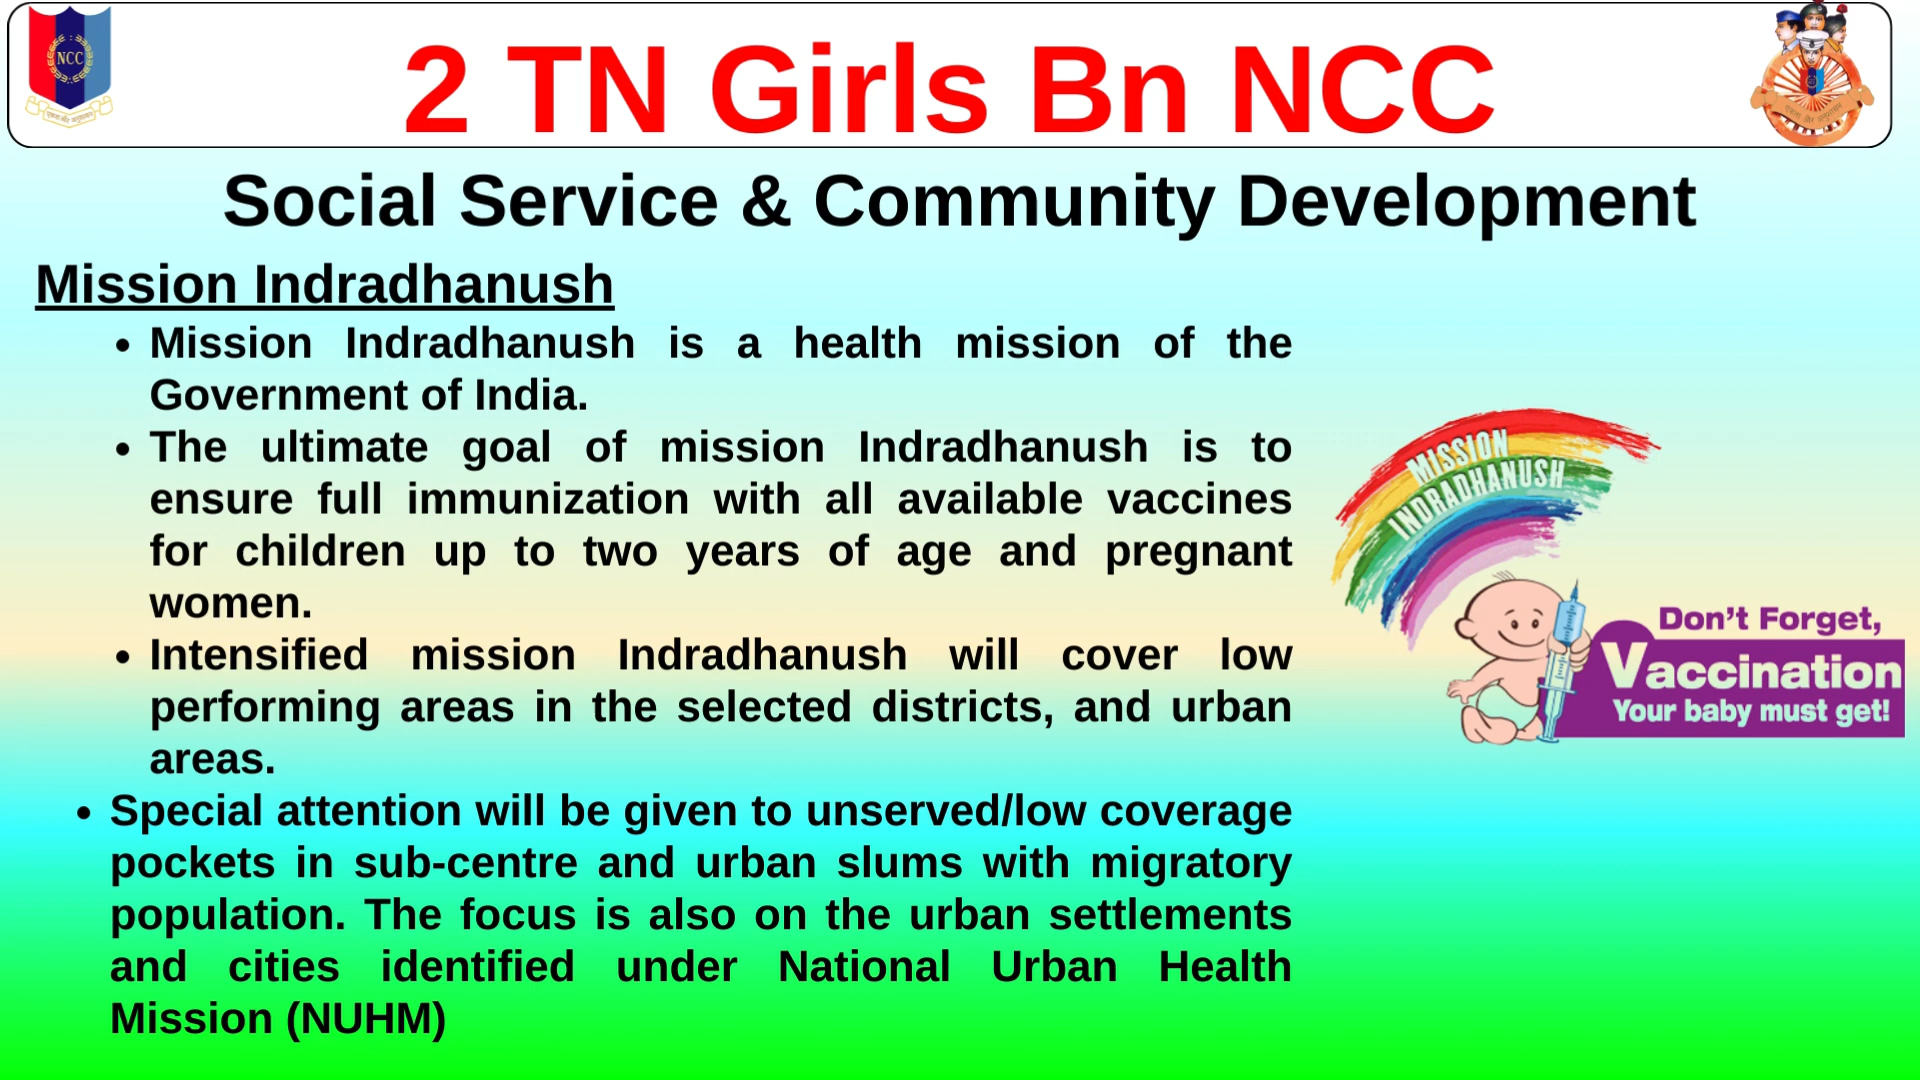 NCC
2 TN Girls Bn NCC
Social Service & Community Development
Mission Indradhanush
• Mission Indradhanush is a health mission of the
Government of India.
• The ultimate goal of mission Indradhanush is to
ensure full immunization with all available vaccines
for children up to two years of age and pregnant
women.
• Intensified mission Indradhanush will cover low
performing areas in the selected districts, and urban
areas.
• Special attention will be given to unserved/low coverage
pockets in sub-centre and urban slums with migratory
population. The focus is also on the urban settlements
and cities identified under National Urban Health
Mission (NUHM)
MISSION
INDRADHANUSH
Don't Forget,
Vaccination
Your baby must get!